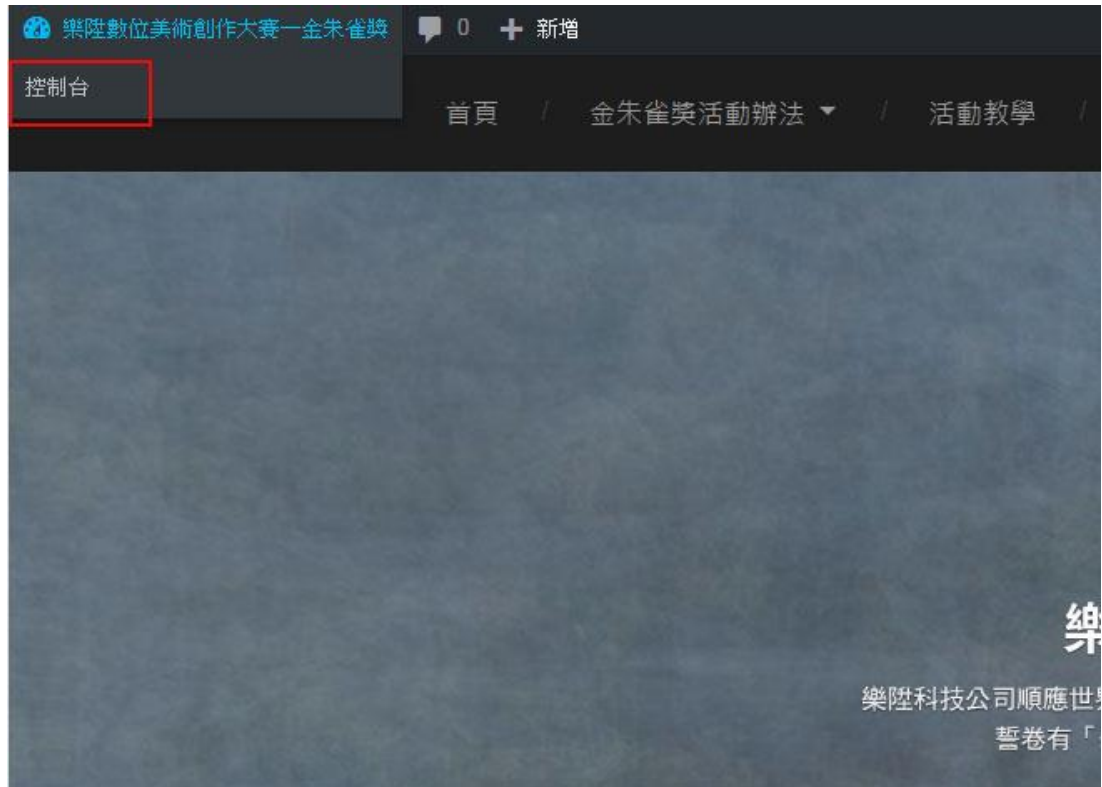 樂陞數位美術創作大賽—金朱雀獎 0 新增
控制台
首頁 / 金朱雀獎活動辦法 / 活動教學 /
樂
樂陞科技公司順應世界
誓卷有「